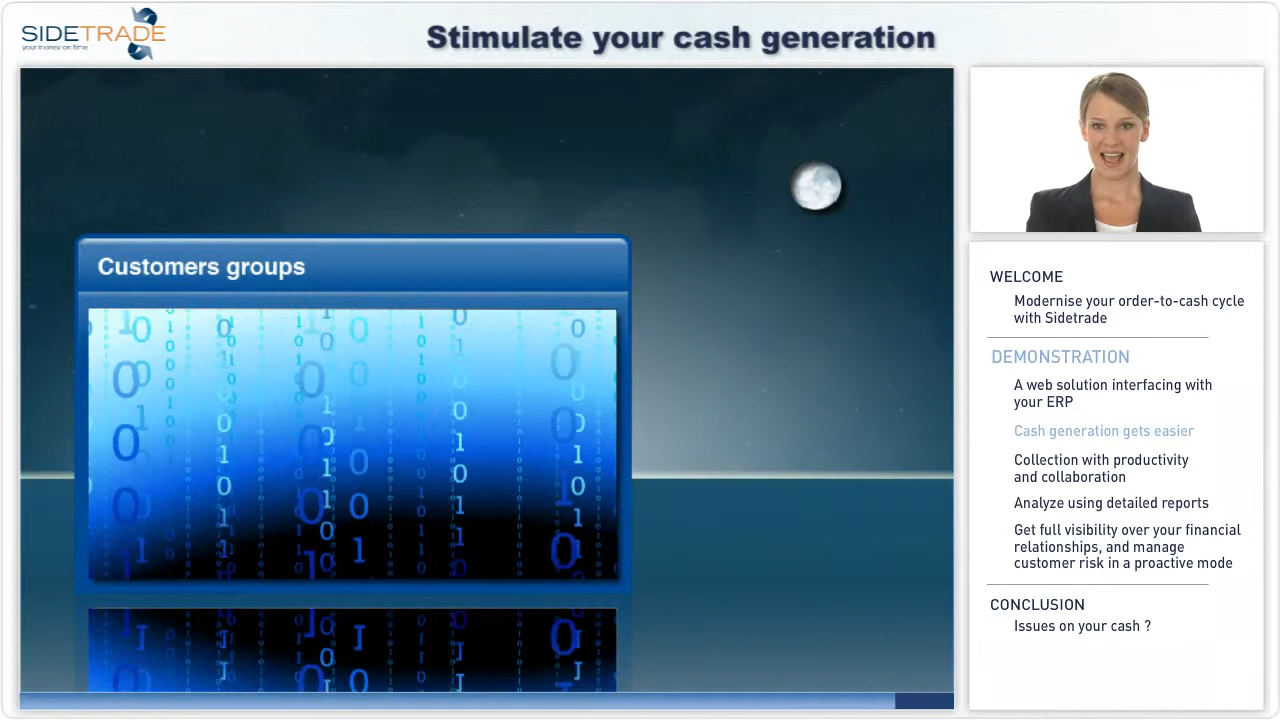 SIDETRADE
your money on time
Stimulate your cash generation
Customers groups
WELCOME
Modernise your order-to-cash cycle
with Sidetrade
DEMONSTRATION
A web solution interfacing with
your ERP
Cash generation gets easier
Collection with productivity
and collaboration
Analyze using detailed reports
Get full visibility over your financial
relationships, and manage
customer risk in a proactive mode
CONCLUSION
Issues on your cash ?